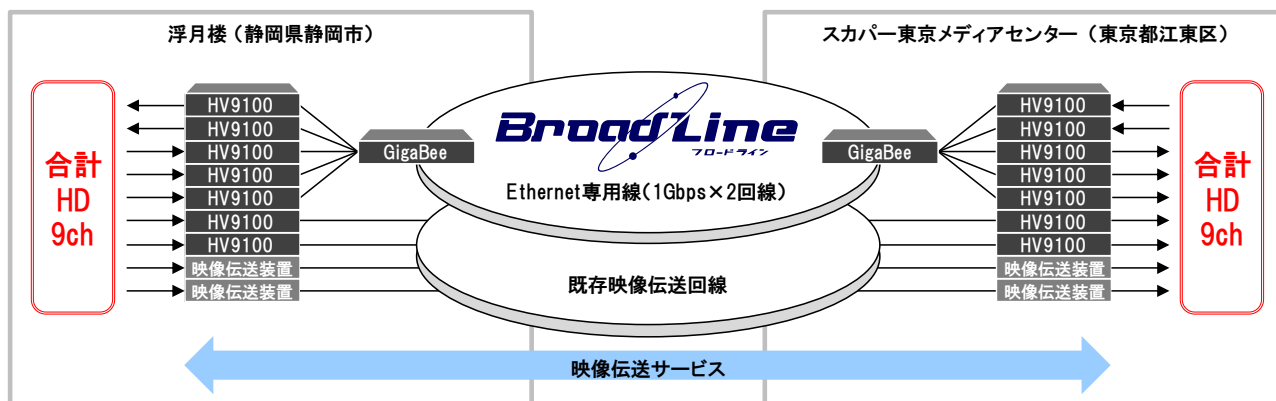 浮月楼（静岡県静岡市）
スカパー東京メディアセンター（東京都江東区）
合計
HD
9ch
HV9100
HV9100
HV9100
HV9100
HV9100
HV9100
HV9100
映像伝送装置
映像伝送装置
GigaBee
BroadLine
ブロードライン
Ethernet専用線（1Gbps×2回線）
既存映像伝送回線
GigaBee
HV9100
HV9100
HV9100
HV9100
HV9100
HV9100
HV9100
映像伝送装置
映像伝送装置
合計
HD
9ch
映像伝送サービス